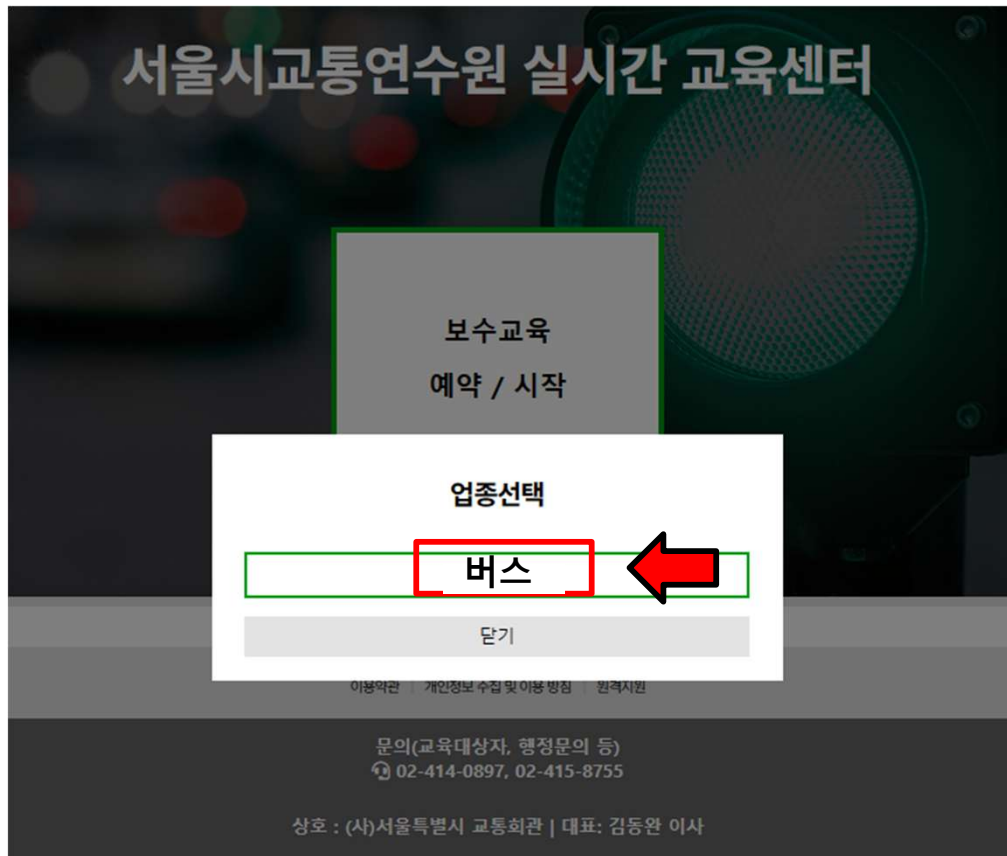 서울시교통연수원 실시간 교육센터
보수교육
예약 / 시작
업종선택
버스
닫기
이용약관 | 개인정보 수집 및 이용 방침 | 원격지원
문의(교육대상자, 행정문의 등)
02-414-0897, 02-415-8755
상호 : (사)서울특별시 교통회관 | 대표: 김동완 이사